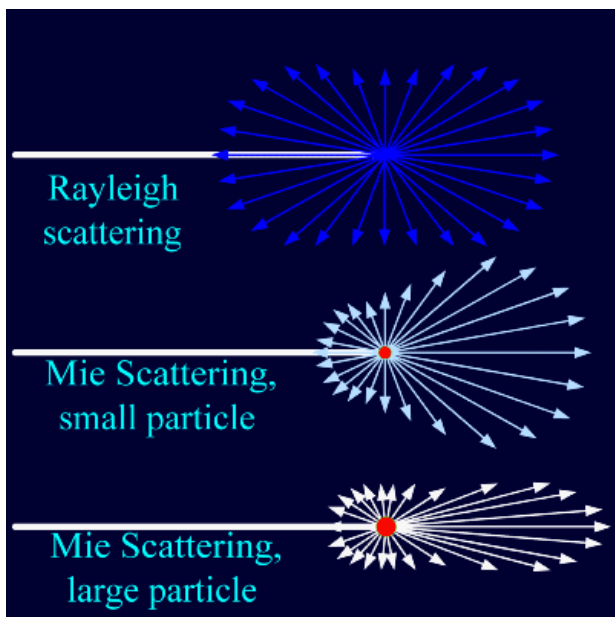 Rayleigh
scattering
Mie Scattering,
small particle
Mie Scattering,
large particle